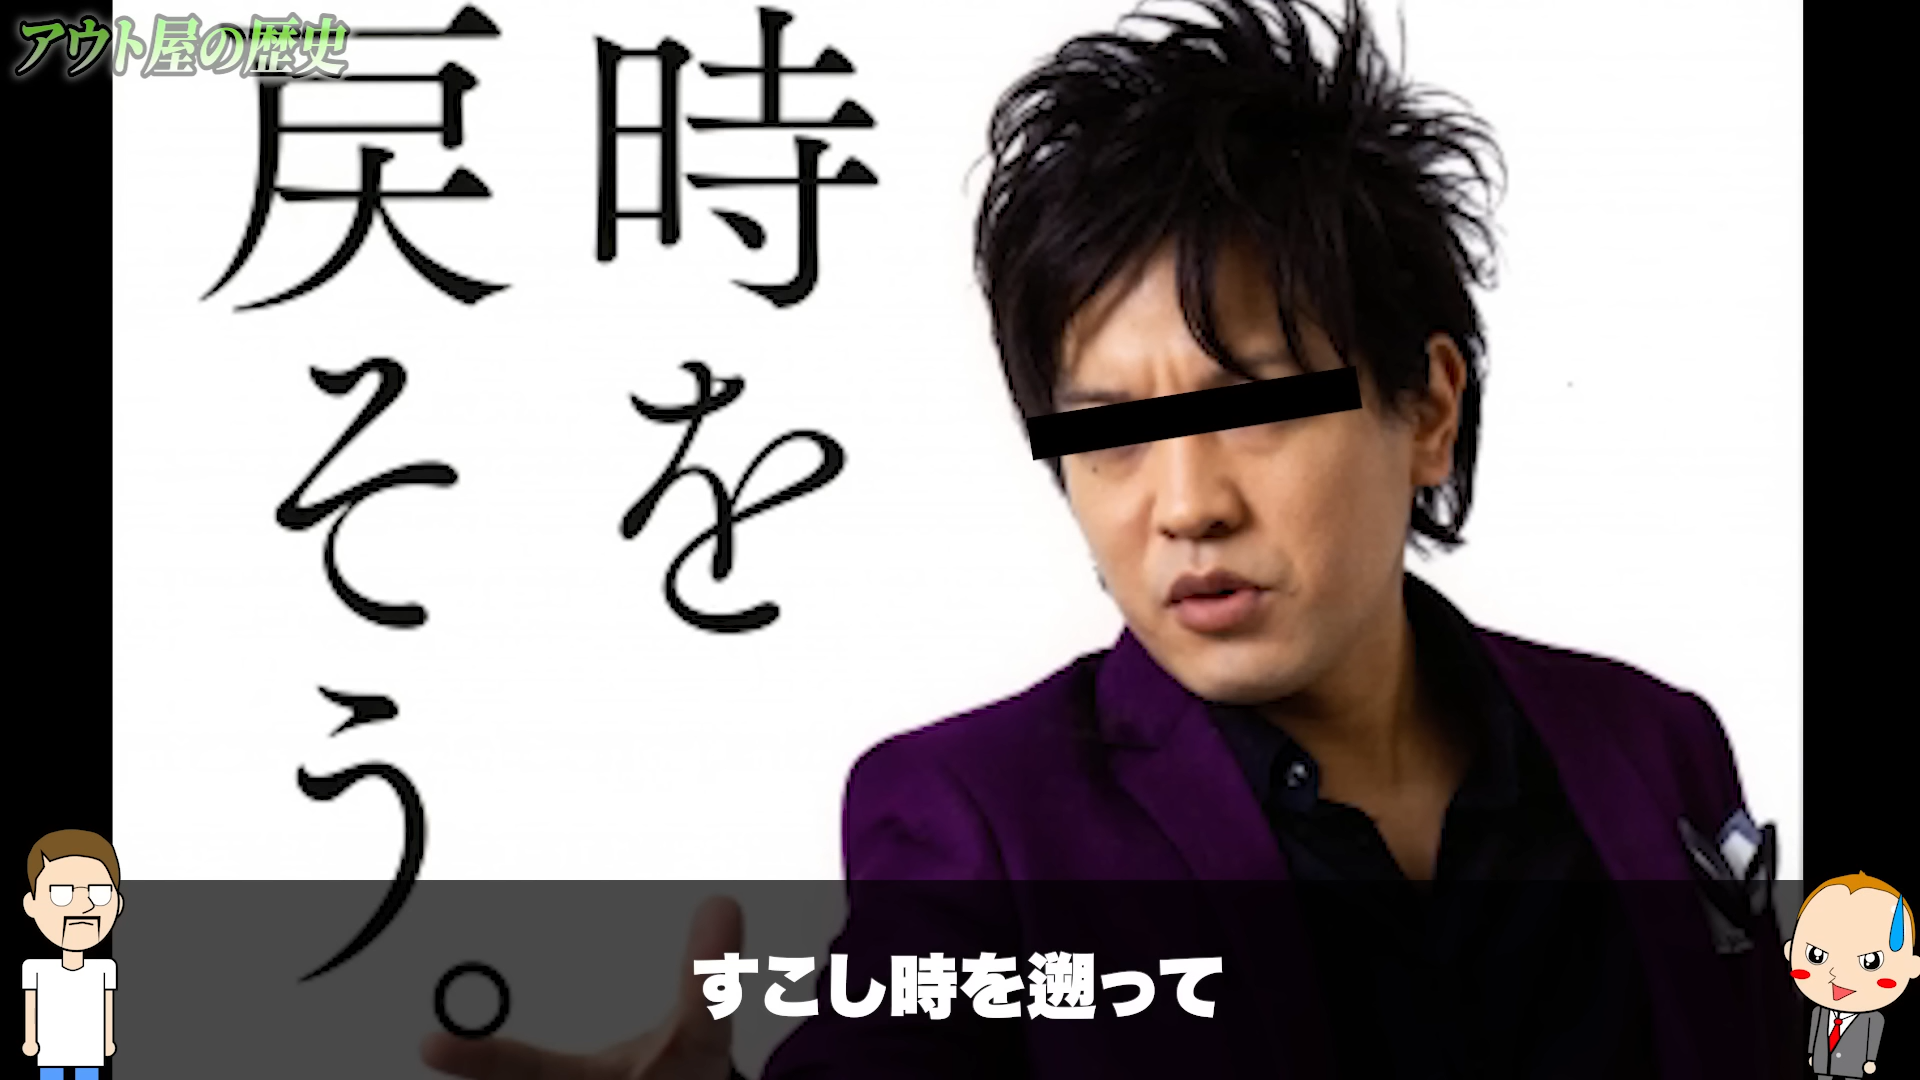 アウト屋の歴史
時を
戻そう。
すこし時を遡って